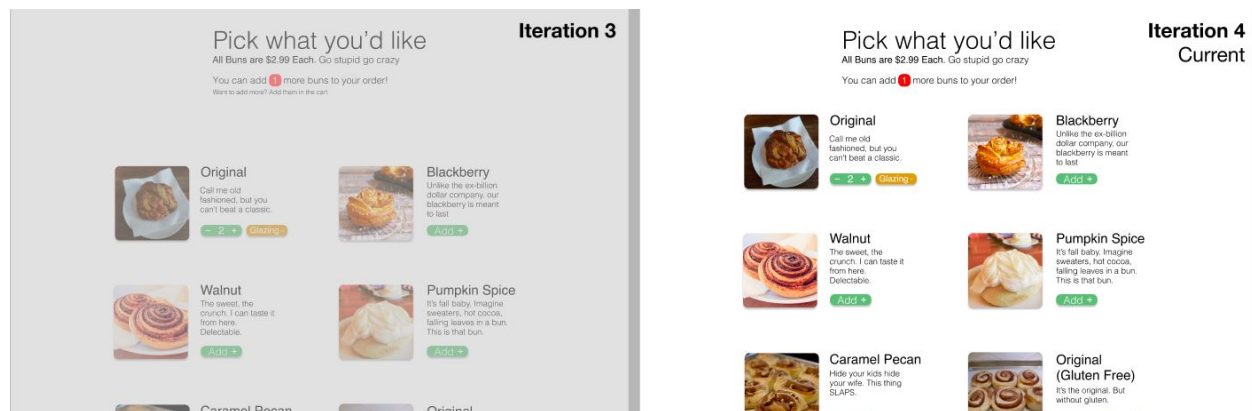 Iteration 3
Pick what you'd like
All Buns are $2.99 Each. Go stupid go crazy
You can add 1 more buns to your order!
Want to add more? Add them in the cart
Original
Call me old
fashioned, but you
can't beat a classic.
− 2 +
Glazing -
Blackberry
Unlike the ex-billion
dollar company, our
blackberry is meant
to last
Add +
Walnut
The sweet, the
crunch. I can taste it
from here.
Delectable.
Add +
Pumpkin Spice
It's fall baby. Imagine
sweaters, hot cocoa,
falling leaves in a bun.
This is that bun.
Add +
Caramel Pecan
Original
Iteration 4
Current
Pick what you'd like
All Buns are $2.99 Each. Go stupid go crazy
You can add 1 more buns to your order!
Original
Call me old
fashioned, but you
can't beat a classic.
− 2 +
Glazing -
Blackberry
Unlike the ex-billion
dollar company, our
blackberry is meant
to last
Add +
Walnut
The sweet, the
crunch. I can taste it
from here.
Delectable.
Add +
Pumpkin Spice
It's fall baby. Imagine
sweaters, hot cocoa,
falling leaves in a bun.
This is that bun.
Add +
Caramel Pecan
Hide your kids hide
your wife. This thing
SLAPS.
Original
(Gluten Free)
It's the original. But
without gluten.